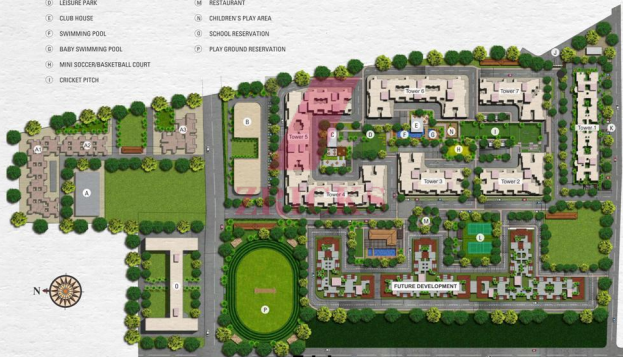 D LEISURE PARK
E CLUB HOUSE
F SWIMMING POOL
G BABY SWIMMING POOL
H MINI SOCCER/BASKETBALL COURT
I CRICKET PITCH
M RESTAURANT
N CHILDREN'S PLAY AREA
O SCHOOL RESERVATION
P PLAY GROUND RESERVATION
J
Tower 6
Tower 7
B
E
Tower 1
K
A3
Tower 5
C
D
F
G
N
I
A1
A2
H
A
Tower 3
Tower 2
Tower
M
L
N
O
P
FUTURE DEVELOPMENT